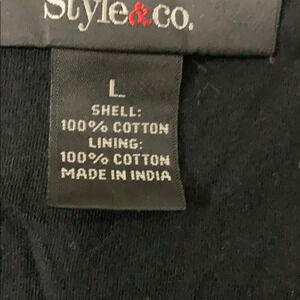 Style&co.
L
SHELL:
100% COTTON
LINING:
100% COTTON
MADE IN INDIA